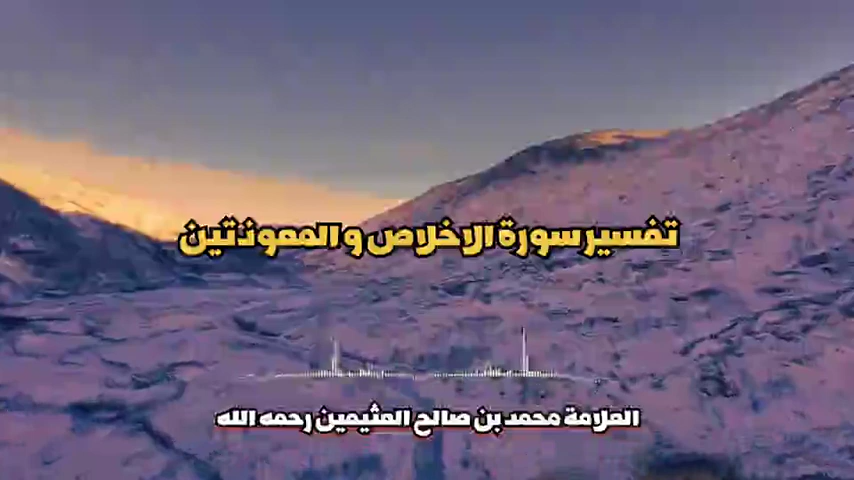 تفسير سورة الاخلاص و المعوذتين
العلامة محمد بن صالح العثيمين رحمه الله